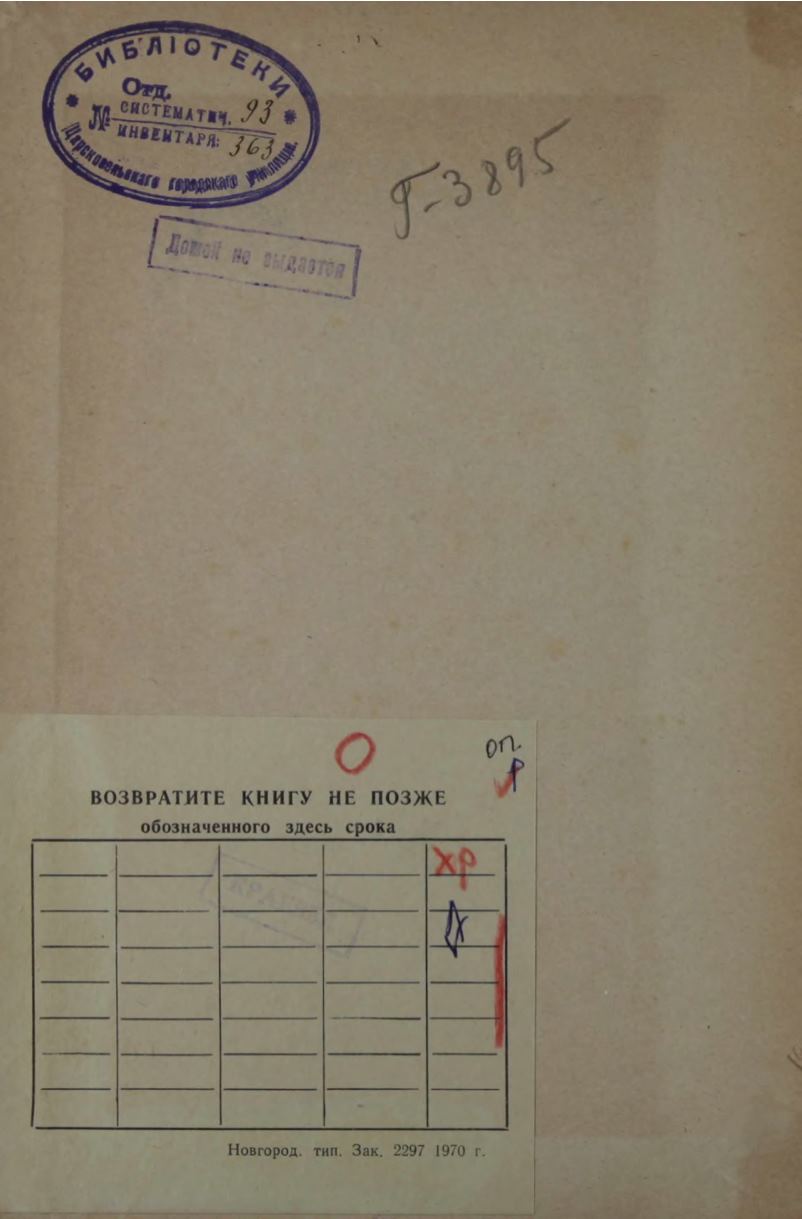 БИБЛІОТЕКИ
Отд.
№ СИСТЕМАТИЧ. 93
ИНВЕНТАРЯ: 363
Царскосельскаго городскаго училища.
Г-3895
Домой не выдается
оп.
ВОЗВРАТИТЕ КНИГУ НЕ ПОЗЖЕ
обозначенного здесь срока
хр
Новгород. тип. Зак. 2297 1970 г.